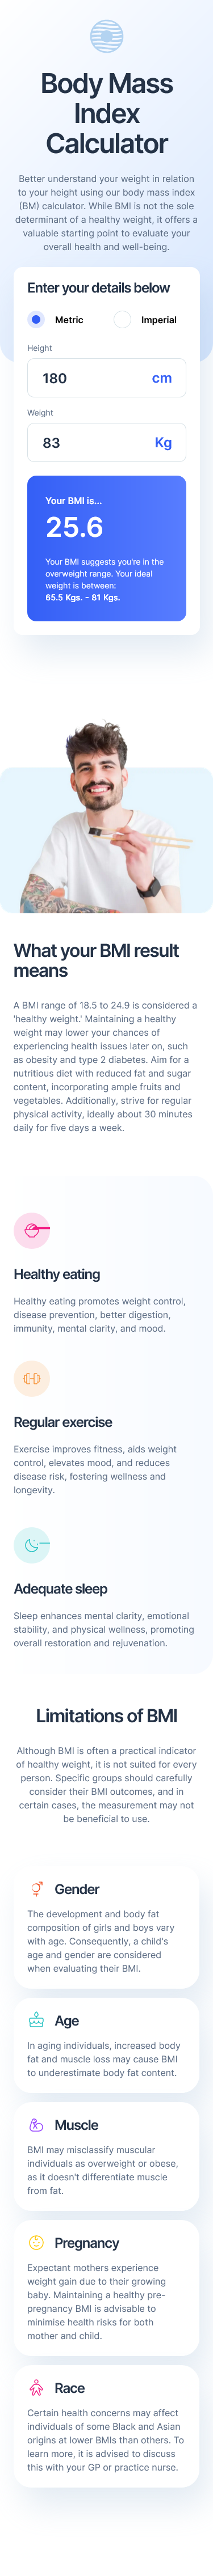 Body Mass
Index
Calculator
Better understand your weight in relation
to your height using our body mass index
(BM) calculator. While BMI is not the sole
determinant of a healthy weight, it offers a
valuable starting point to evaluate your
overall health and well-being.
Enter your details below
Metric Imperial
Height
180 cm
Weight
83 Kg
Your BMI is...
25.6
Your BMI suggests you're in the
overweight range. Your ideal
weight is between:
65.5 Kgs. - 81 Kgs.
What your BMI result
means
A BMI range of 18.5 to 24.9 is considered a
'healthy weight.' Maintaining a healthy
weight may lower your chances of
experiencing health issues later on, such
as obesity and type 2 diabetes. Aim for a
nutritious diet with reduced fat and sugar
content, incorporating ample fruits and
vegetables. Additionally, strive for regular
physical activity, ideally about 30 minutes
daily for five days a week.
Healthy eating
Healthy eating promotes weight control,
disease prevention, better digestion,
immunity, mental clarity, and mood.
Regular exercise
Exercise improves fitness, aids weight
control, elevates mood, and reduces
disease risk, fostering wellness and
longevity.
Adequate sleep
Sleep enhances mental clarity, emotional
stability, and physical wellness, promoting
overall restoration and rejuvenation.
Limitations of BMI
Although BMI is often a practical indicator
of healthy weight, it is not suited for every
person. Specific groups should carefully
consider their BMI outcomes, and in
certain cases, the measurement may not
be beneficial to use.
Gender
The development and body fat
composition of girls and boys vary
with age. Consequently, a child's
age and gender are considered
when evaluating their BMI.
Age
In aging individuals, increased body
fat and muscle loss may cause BMI
to underestimate body fat content.
Muscle
BMI may misclassify muscular
individuals as overweight or obese,
as it doesn't differentiate muscle
from fat.
Pregnancy
Expectant mothers experience
weight gain due to their growing
baby. Maintaining a healthy pre-
pregnancy BMI is advisable to
minimise health risks for both
mother and child.
Race
Certain health concerns may affect
individuals of some Black and Asian
origins at lower BMIs than others. To
learn more, it is advised to discuss
this with your GP or practice nurse.